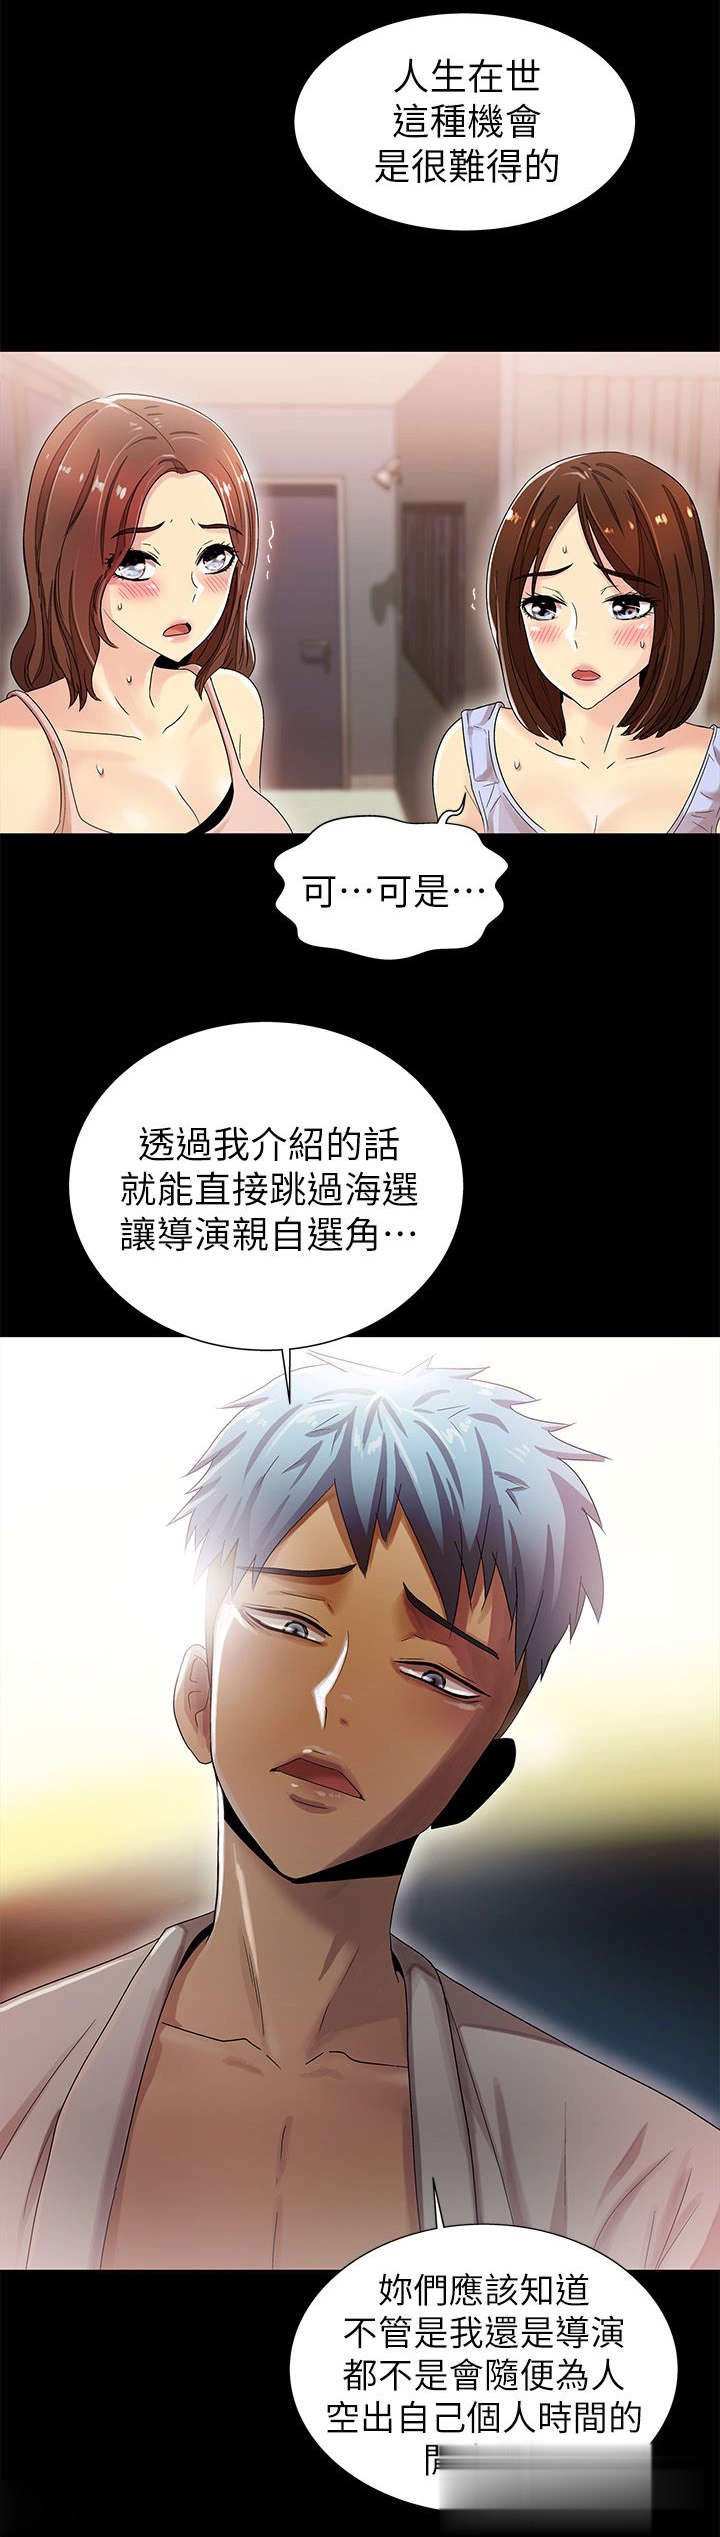 人生在世
這種機會
是很難得的
可…可是…
透過我介紹的話
就能直接跳過海選
讓導演親自選角…
妳們應該知道
不管是我還是導演
都不是會隨便為人
空出自己個人時間的